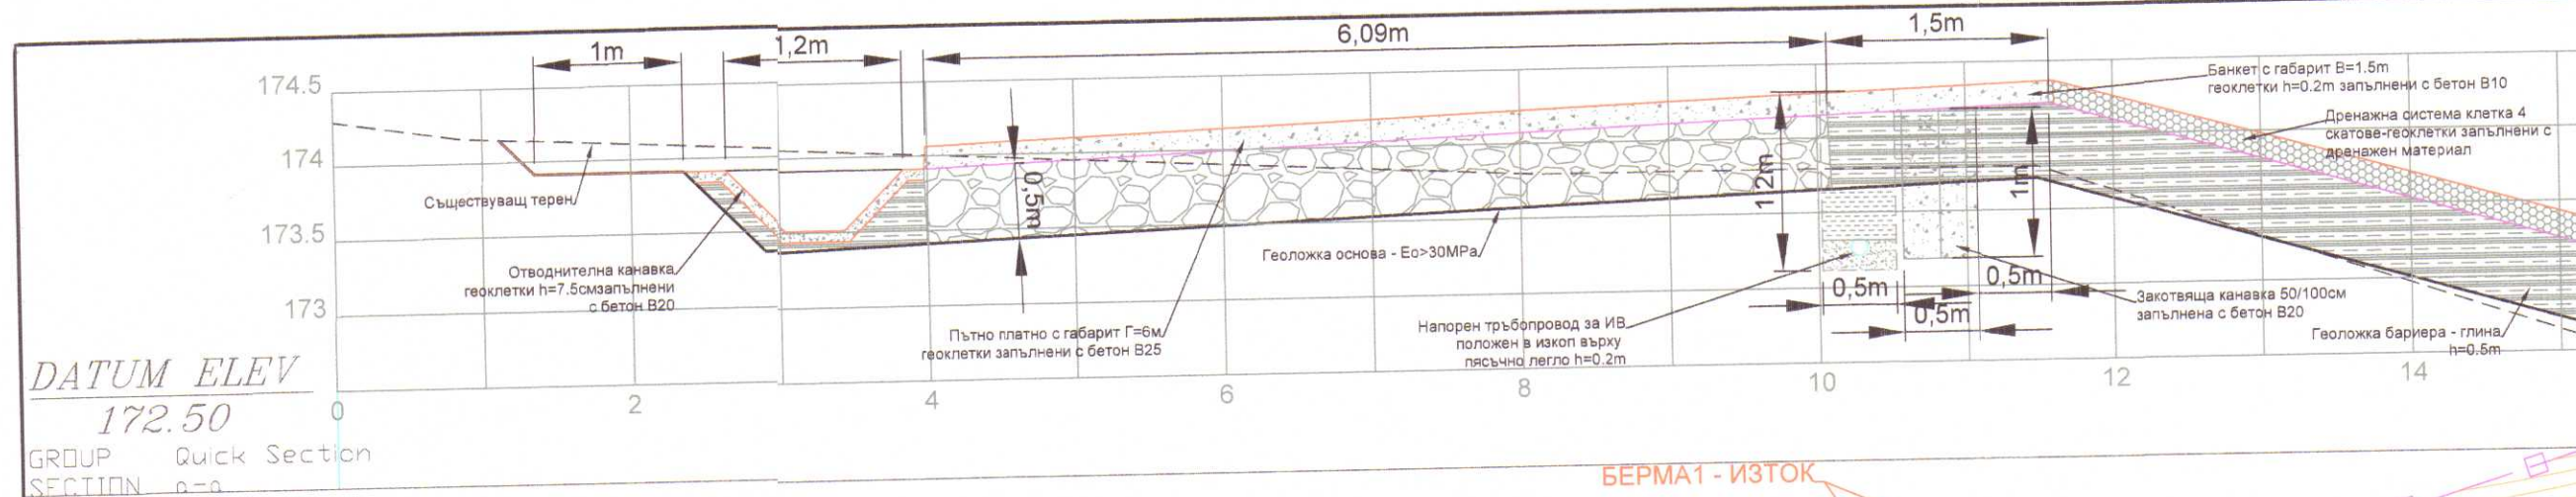 1m
1,2m
6,09m
1,5m
174.5
174
173.5
173
Съществуващ терен
Отводнителна канавка
геоклетки h=7.5смзапълнени
с бетон В20
0,5m
Пътно платно с габарит Г=6м
геоклетки запълнени с бетон В25
Геоложка основа - Eo>30MPa
12m
1m
Банкет с габарит B=1.5m
геоклетки h=0.2m запълнени с бетон В10
Дренажна система клетка 4
скатове-геоклетки запълнени с
дренажен материал
0,5m
0,5m
0,5m
Напорен тръбопровод за ИВ
положен в изкоп върху
пясъчно легло h=0.2m
Закотвяща канавка 50/100см
запълнена с бетон В20
Геоложка бариера - глина
h=0.5m
DATUM ELEV
172.50
0
2
4
6
8
10
12
14
GROUP Quick Section
SECTION a-a
БЕРМА1 - ИЗТОК